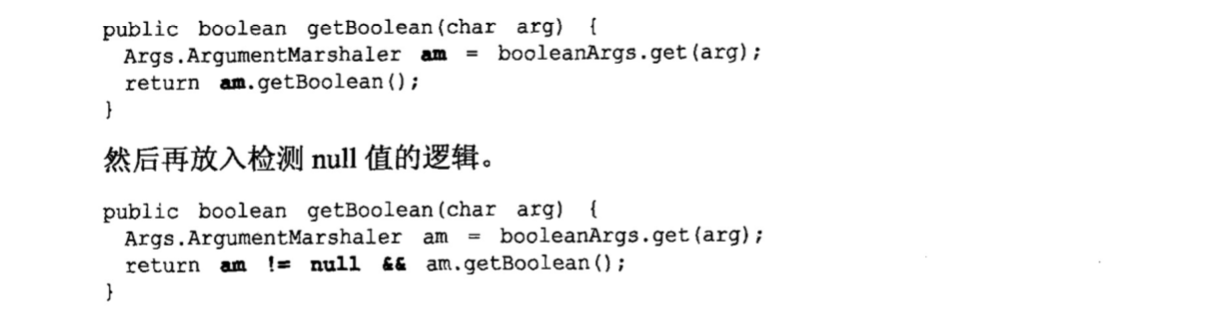 public boolean getBoolean(char arg) {
  Args.ArgumentMarshaler am = booleanArgs.get(arg);
  return am.getBoolean();
}
然后再放入检测 null 值的逻辑。
public boolean getBoolean(char arg) {
  Args.ArgumentMarshaler am = booleanArgs.get(arg);
  return am != null && am.getBoolean();
}